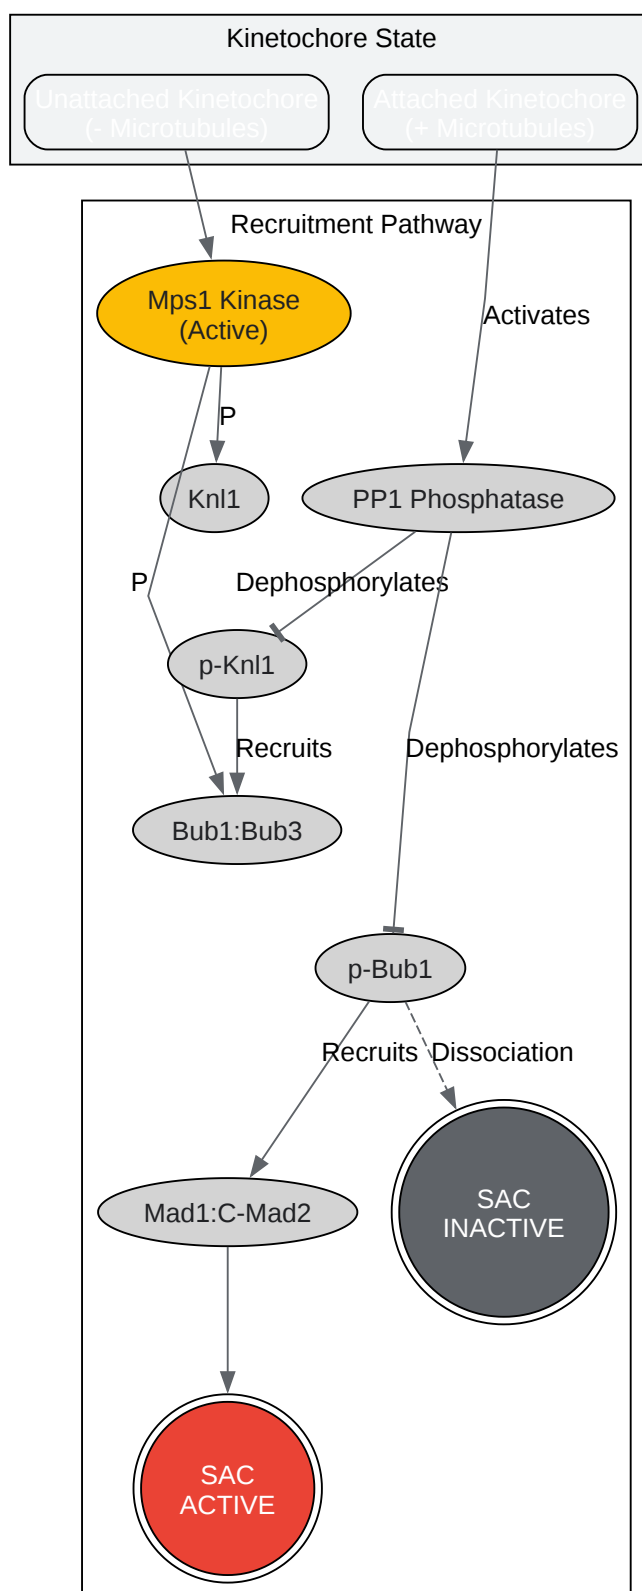 Kinetochore State
Unattached Kinetochore
(- Microtubules)
Attached Kinetochore
(+ Microtubules)
Recruitment Pathway
Mps1 Kinase
(Active)
Activates
P
Knl1
PP1 Phosphatase
P
Dephosphorylates
p-Knl1
Recruits
Dephosphorylates
Bub1:Bub3
p-Bub1
Recruits
Dissociation
Mad1:C-Mad2
SAC
INACTIVE
SAC
ACTIVE